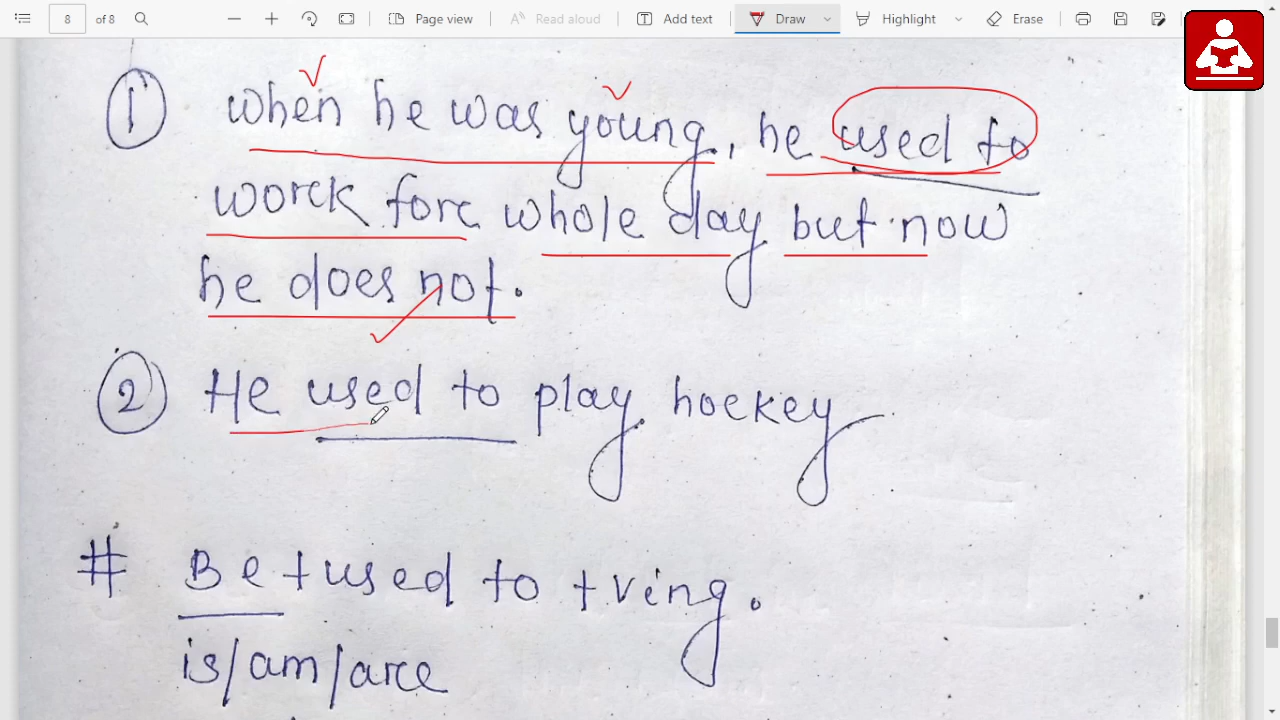 8 of 8 Page view Read aloud Add text Draw Highlight Erase
① when he was young, he used to
work for whole day but now
he does not.
② He used to play hockey
# Be + used to + ving.
is/am/are